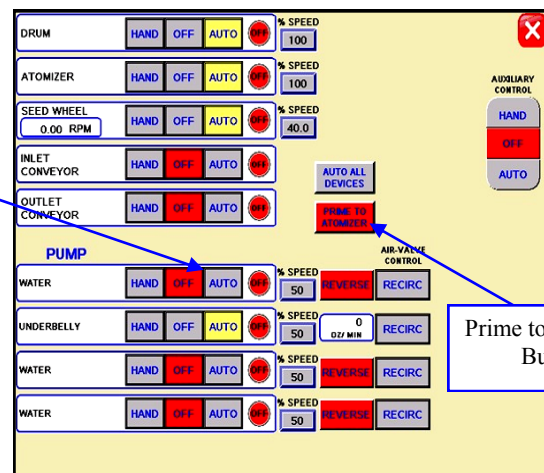 DRUM HAND OFF AUTO OFF % SPEED 100
ATOMIZER HAND OFF AUTO OFF % SPEED 100
SEED WHEEL 0.00 RPM HAND OFF AUTO OFF % SPEED 40.0
INLET CONVEYOR HAND OFF AUTO OFF
OUTLET CONVEYOR HAND OFF AUTO OFF
AUXILIARY
CONTROL
HAND
OFF
AUTO
AUTO ALL
DEVICES
PRIME TO
ATOMIZER
PUMP
AIR-VALVE
CONTROL
WATER HAND OFF AUTO OFF % SPEED 50 REVERSE RECIRC
UNDERBELLY HAND OFF AUTO OFF % SPEED 50 0 OZ/ MIN RECIRC
WATER HAND OFF AUTO OFF % SPEED 50 REVERSE RECIRC
WATER HAND OFF AUTO OFF % SPEED 50 REVERSE RECIRC
Prime to
Bu